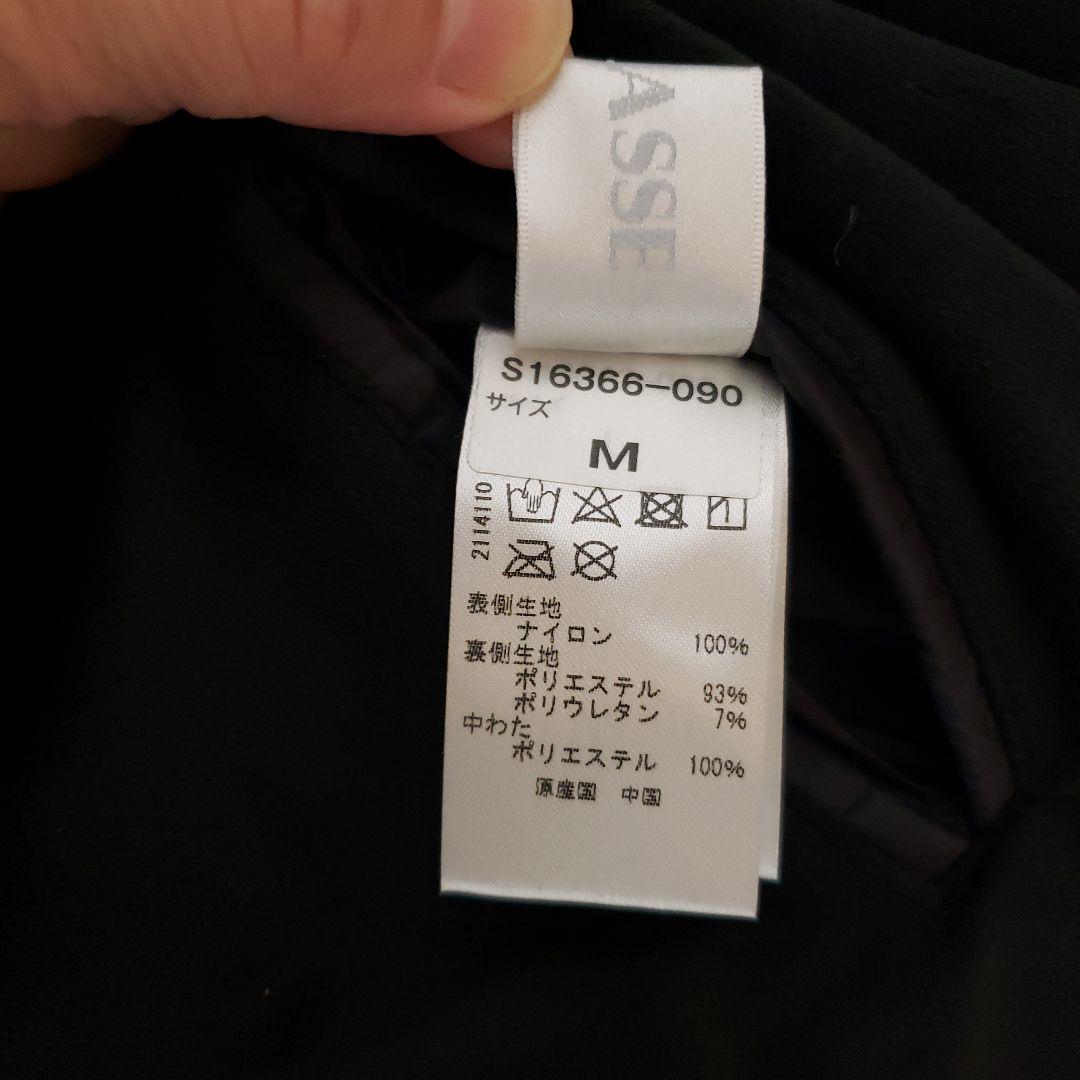 ASSE
S16366-090
サイズ
M
2114110
表側生地
ナイロン 100%
裏側生地
ポリエステル 93%
ポリウレタン 7%
中わた
ポリエステル 100%
原産国 中国